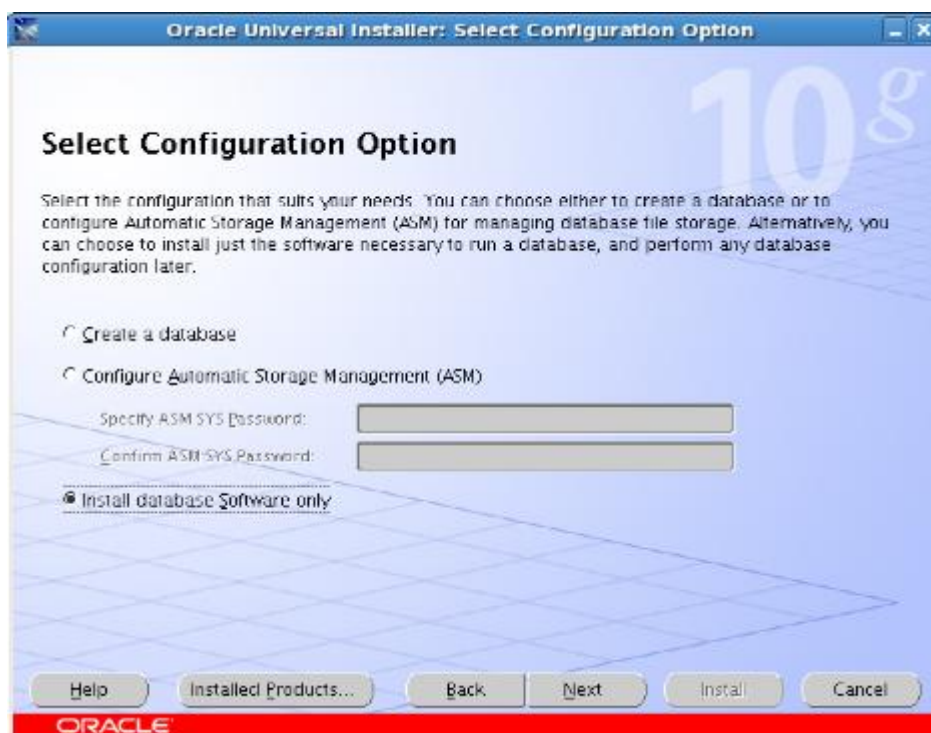 Oracle Universal Installer: Select Configuration Option
10g
Select Configuration Option
Select the configuration that suits your needs. You can choose either to create a database or to
configure Automatic Storage Management (ASM) for managing database file storage. Alternatively, you
can choose to install just the software necessary to run a database, and perform any database
configuration later.
Create a database
Configure Automatic Storage Management (ASM)
Specify ASM SYS Password:
Confirm ASM SYS Password:
Install database Software only
Help
Installed Products...
Back
Next
Install
Cancel
ORACLE